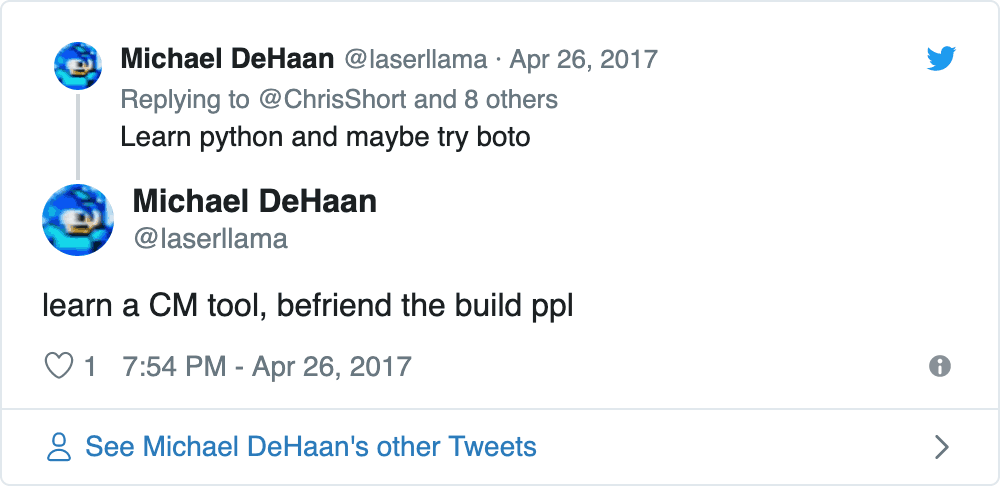 Michael DeHaan @laserllama · Apr 26, 2017
Replying to @ChrisShort and 8 others
Learn python and maybe try boto
Michael DeHaan
@laserllama
learn a CM tool, befriend the build ppl
1 7:54 PM - Apr 26, 2017
See Michael DeHaan's other Tweets